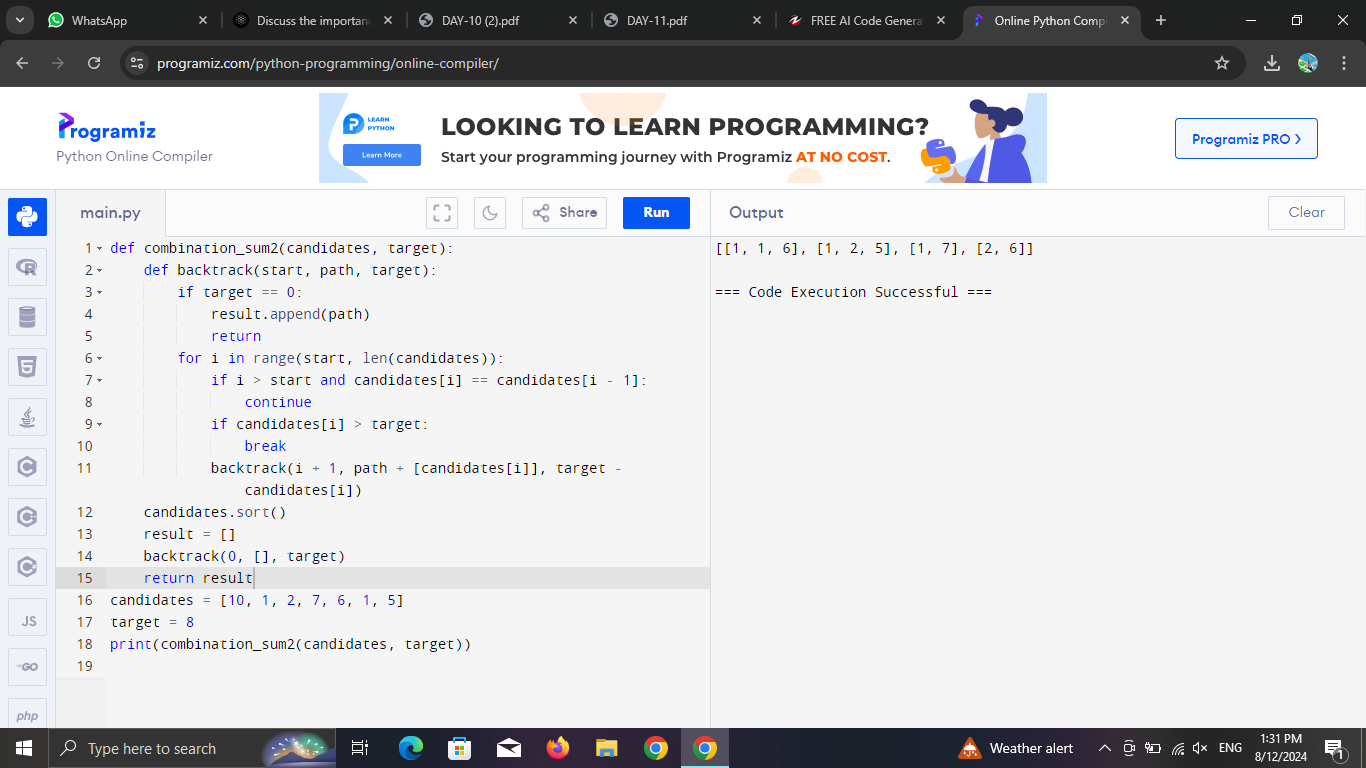 WhatsApp
Discuss the importan
DAY-10 (2).pdf
DAY-11.pdf
FREE AI Code Genera
Online Python Compi
programiz.com/python-programming/online-compiler/
Programiz
Python Online Compiler
LEARN
PYTHON
Learn More
LOOKING TO LEARN PROGRAMMING?
Start your programming journey with Programiz AT NO COST.
Programiz PRO >
main.py
Share
Run
Output
Clear
1 def combination_sum2(candidates, target):
2     def backtrack(start, path, target):
3         if target == 0:
4             result.append(path)
5             return
6         for i in range(start, len(candidates)):
7             if i > start and candidates[i] == candidates[i - 1]:
8                 continue
9             if candidates[i] > target:
10                 break
11             backtrack(i + 1, path + [candidates[i]], target -
                candidates[i])
12     candidates.sort()
13     result = []
14     backtrack(0, [], target)
15     return result
16 candidates = [10, 1, 2, 7, 6, 1, 5]
17 target = 8
18 print(combination_sum2(candidates, target))
19
[[1, 1, 6], [1, 2, 5], [1, 7], [2, 6]]
=== Code Execution Successful ===
R
5
C
C
C
JS
GO
php
Type here to search
Weather alert
ENG
1:31 PM
8/12/2024
1